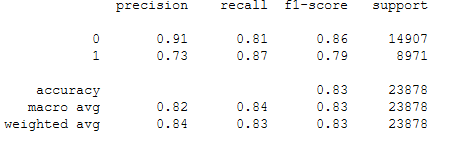 precision recall f1-score support
0 0.91 0.81 0.86 14907
1 0.73 0.87 0.79 8971
accuracy 0.83 23878
macro avg 0.82 0.84 0.83 23878
weighted avg 0.84 0.83 0.83 23878